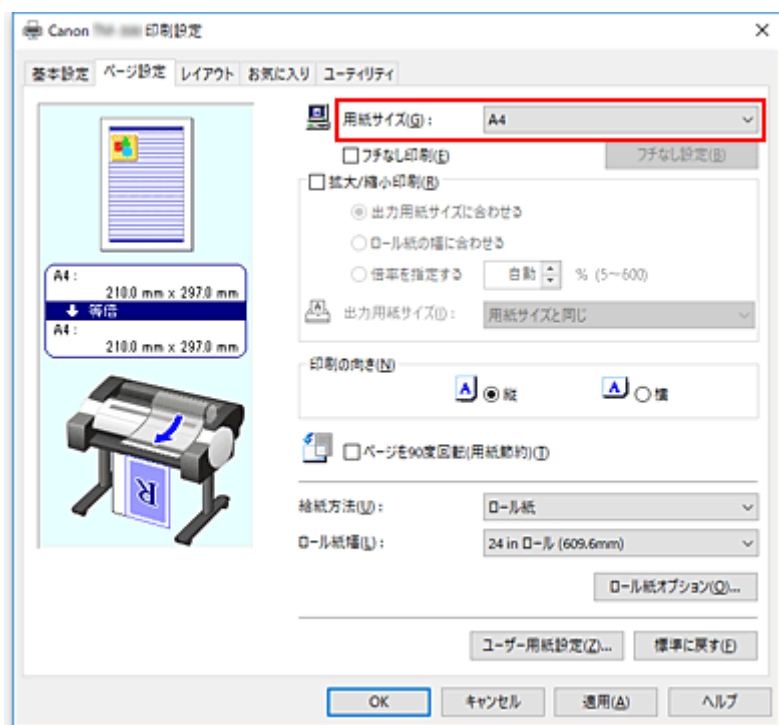 Canon 印刷設定
基本設定 ページ設定 レイアウト お気に入り ユーティリティ
用紙サイズ(G): A4
フチなし印刷(E) フチなし設定(B)
拡大/縮小印刷(R)
出力用紙サイズに合わせる
ロール紙の幅に合わせる
倍率を指定する 自動 % (5～600)
出力用紙サイズ(I): 用紙サイズと同じ
A4 :
210.0 mm x 297.0 mm
等倍
A4 :
210.0 mm x 297.0 mm
印刷の向き(N)
A 縦 A 横
ページを90度回転(用紙節約)(T)
R
給紙方法(U): ロール紙
ロール紙幅(L): 24 in ロール (609.6mm)
ロール紙オプション(O)...
ユーザー用紙設定(Z)... 標準に戻す(F)
OK キャンセル 適用(A) ヘルプ